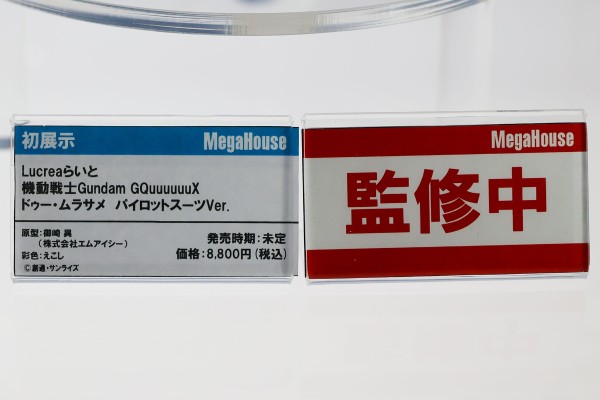 初展示 MegaHouse
Lucreaらいと
機動戦士Gundam GQuuuuuuX
ドゥー・ムラサメ パイロットスーツVer.
原型:御崎 眞
(株式会社エムアイシー)
彩色:えこし
©創通・サンライズ
発売時期:未定
価格:8,800円(税込)
MegaHouse
監修中